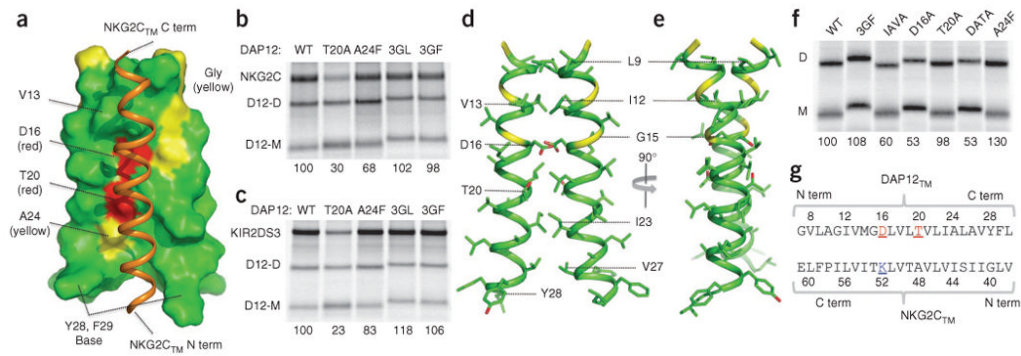 a
NKG2CTM C term
Gly
(yellow)
V13
D16
(red)
T20
(red)
A24
(yellow)
Y28, F29
Base
NKG2CTM N term
b
DAP12: WT T20A A24F 3GL 3GF
NKG2C
D12-D
D12-M
100 30 68 102 98
c
DAP12: WT T20A A24F 3GL 3GF
KIR2DS3
D12-D
D12-M
100 23 83 118 106
d
e
L9
V13
I12
D16
G15
90°
T20
I23
V27
Y28
f
WT 3GF IAVA D16A T20A DATA A24F
D
M
100 108 60 53 98 53 130
g
DAP12TM
N term C term
8 12 16 20 24 28
GVLAGIVMGDLVLTVLIALAVYFL
ELFPILVITKLVTAVLVISIIGLV
60 56 52 48 44 40
C term N term
NKG2CTM